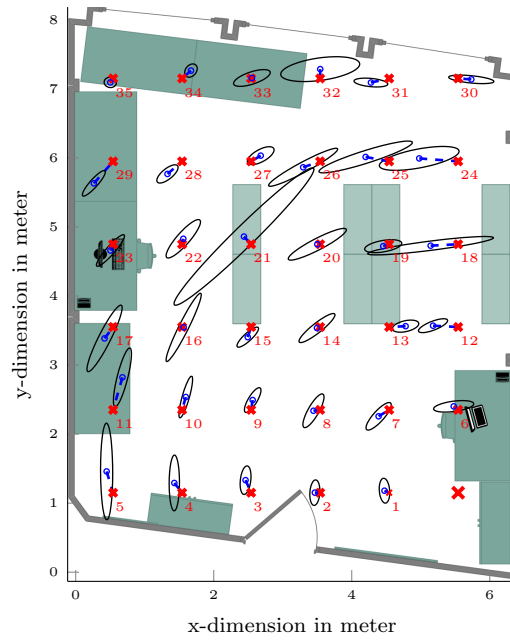 8
35 34 33 32 31 30
7
29 28 27 26 25 24
6
5
23 22 21 20 19 18
4
17 16 15 14 13 12
3
11 10 9 8 7 6
2
5 4 3 2 1
1
0
0 2 4 6
x-dimension in meter
y-dimension in meter